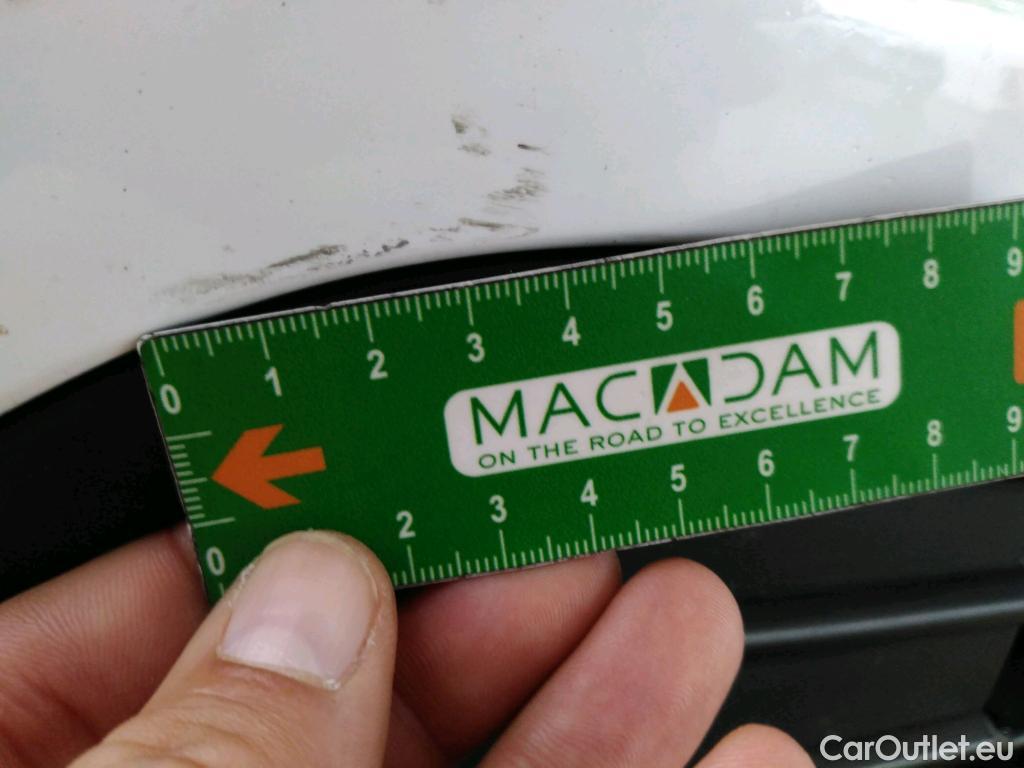 0 1 2 3 4 5 6 7 8 9
MACADAM
ON THE ROAD TO EXCELLENCE
0 2 3 4 5 6 7 8 9
CarOutlet.eu